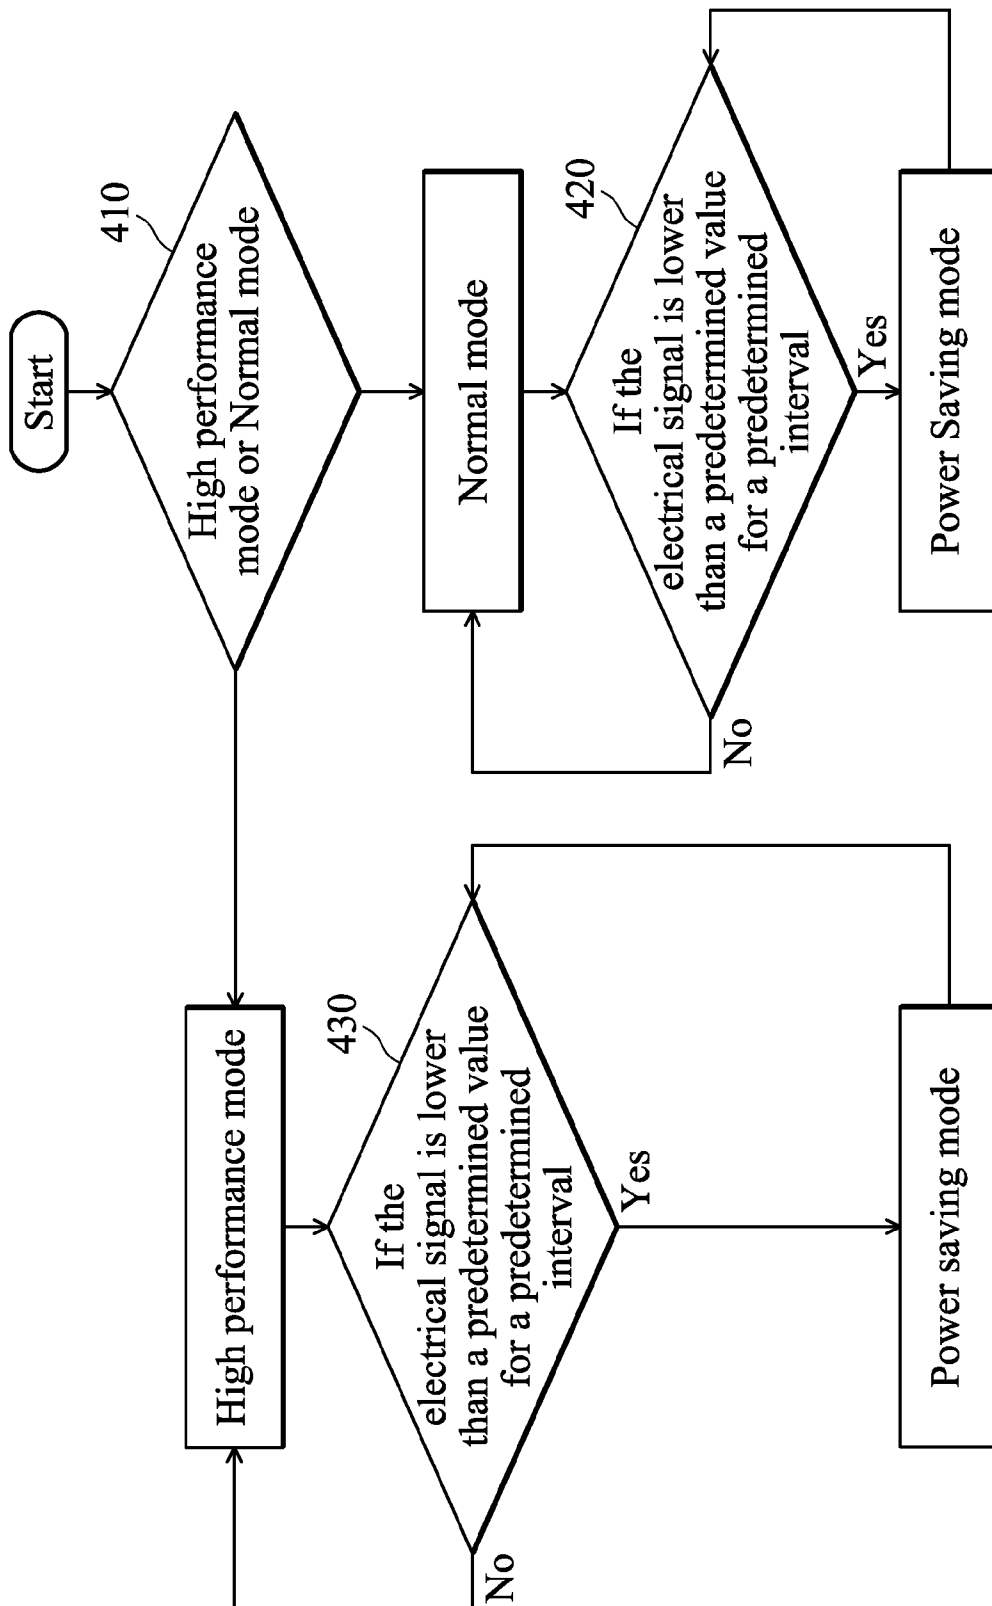 Start
410
High performance
mode or Normal mode
Normal mode
420
If the
electrical signal is lower
than a predetermined value
for a predetermined
interval
No
Yes
Power Saving mode
High performance mode
430
If the
electrical signal is lower
than a predetermined value
for a predetermined
interval
No
Yes
Power saving mode